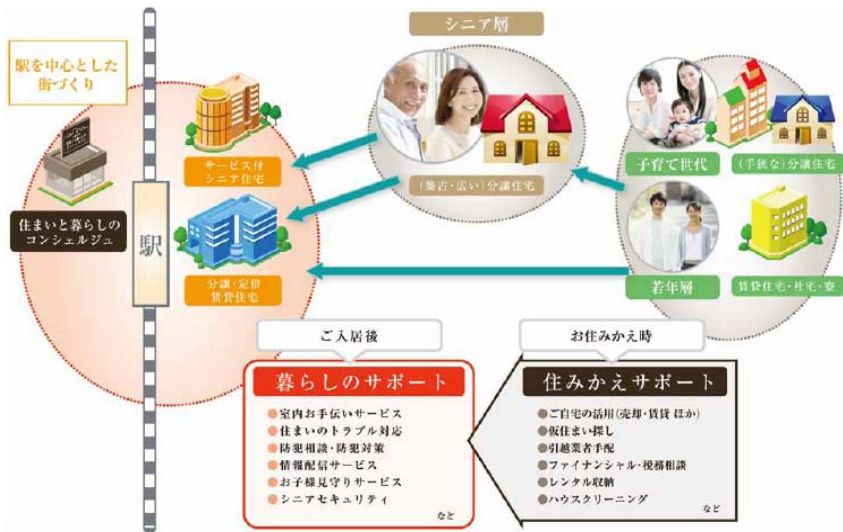 シニア層
駅を中心とした
街づくり
サービス付
シニア住宅
住まいと暮らしの
コンシェルジュ
駅
分譲・定借
賃貸住宅
(築古・広い)分譲住宅
子育て世代
(手狭な)分譲住宅
若年層
賃貸住宅・社宅・寮
ご入居後
暮らしのサポート
●室内お手伝いサービス
●住まいのトラブル対応
●防犯相談・防犯対策
●情報配信サービス
●お子様見守りサービス
●シニアセキュリティ
など
お住みかえ時
住みかえサポート
●ご自宅の活用(売却・賃貸 ほか)
●仮住まい探し
●引越業者手配
●ファイナンシャル・税務相談
●レンタル収納
●ハウスクリーニング
など